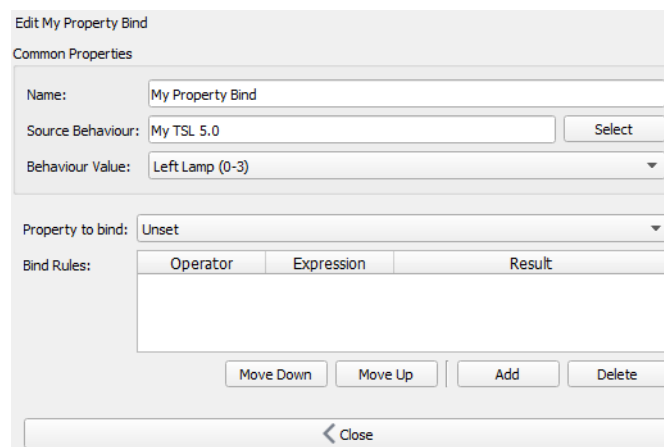 Edit My Property Bind
Common Properties
Name: My Property Bind
Source Behaviour: My TSL 5.0 Select
Behaviour Value: Left Lamp (0-3)
Property to bind: Unset
Bind Rules: Operator Expression Result
Move Down Move Up Add Delete
Close